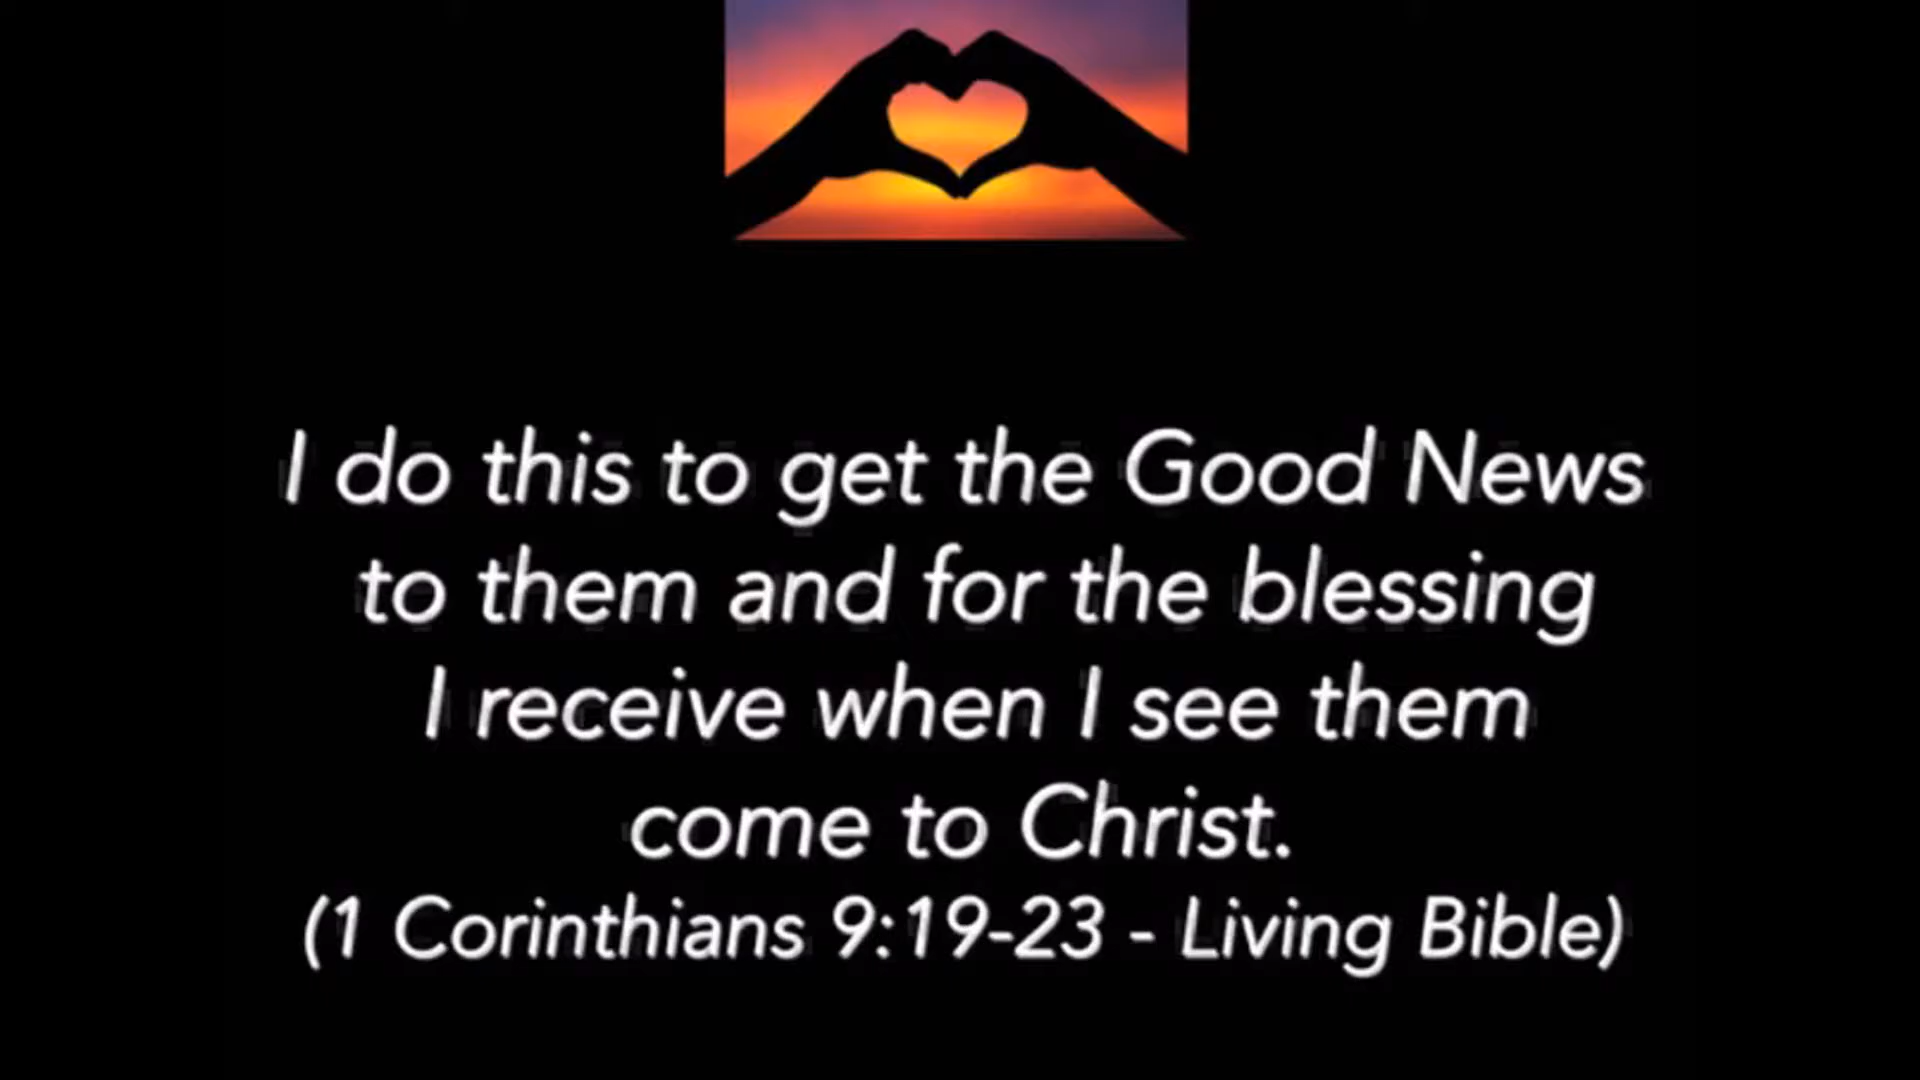 I do this to get the Good News
to them and for the blessing
I receive when I see them
come to Christ.
(1 Corinthians 9:19-23 - Living Bible)